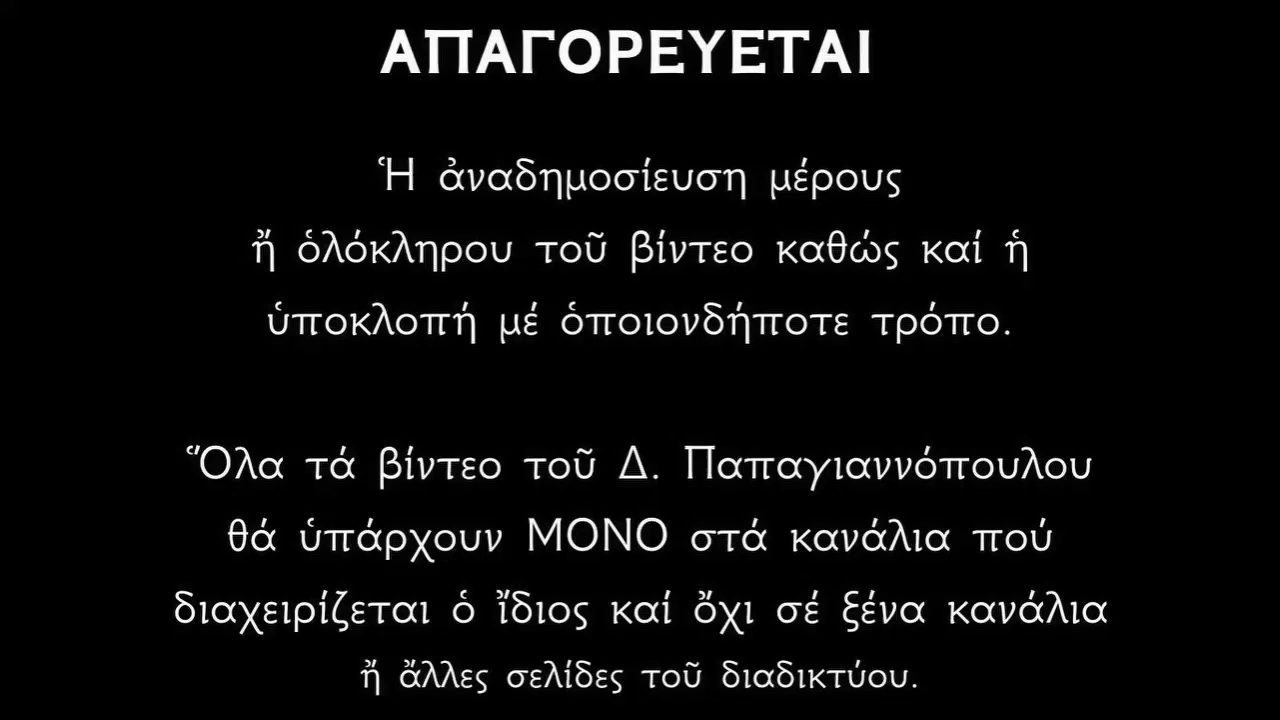 ΑΠΑΓΟΡΕΥΕΤΑΙ
Ἡ ἀναδημοσίευση μέρους
ἤ ὁλόκληρου τοῦ βίντεο καθώς καί ἡ
ὑποκλοπή μέ ὁποιονδήποτε τρόπο.
Ὅλα τά βίντεο τοῦ Δ. Παπαγιαννόπουλου
θά ὑπάρχουν ΜΟΝΟ στά κανάλια πού
διαχειρίζεται ὁ ἴδιος καί ὄχι σέ ξένα κανάλια
ἤ ἄλλες σελίδες τοῦ διαδικτύου.